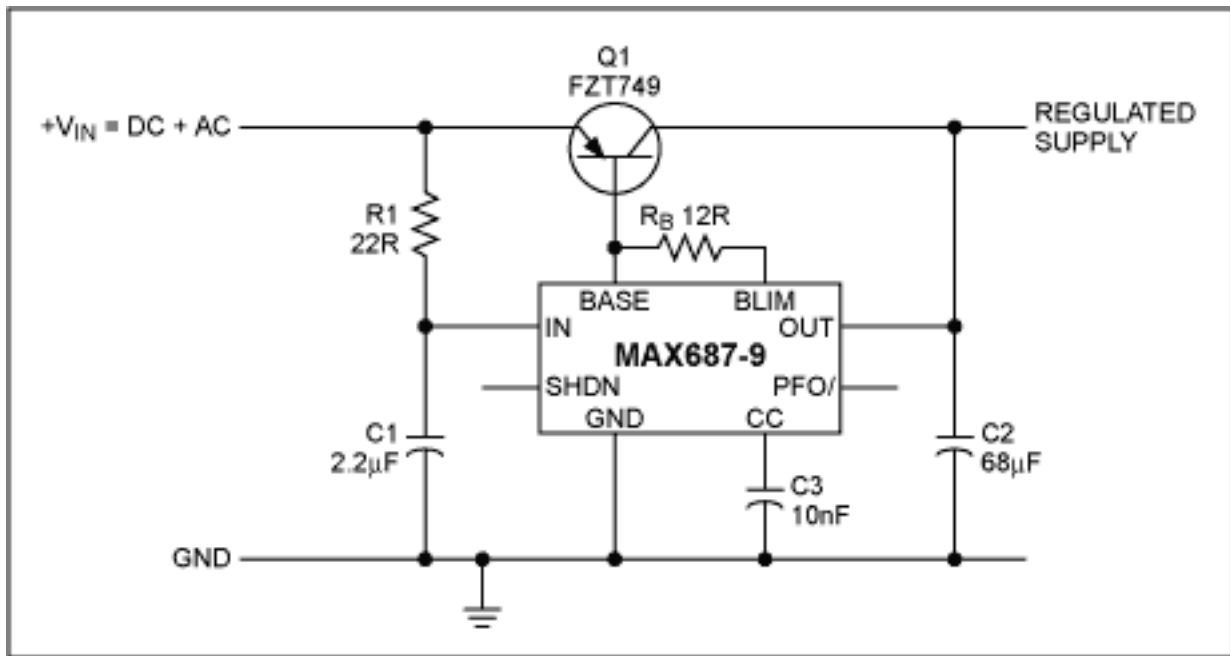 Q1
FZT749
+VIN = DC + AC
REGULATED
SUPPLY
R1
22R
RB 12R
BASE
BLIM
IN
OUT
MAX687-9
SHDN
PFO/
GND
CC
C1
2.2µF
C2
68µF
C3
10nF
GND